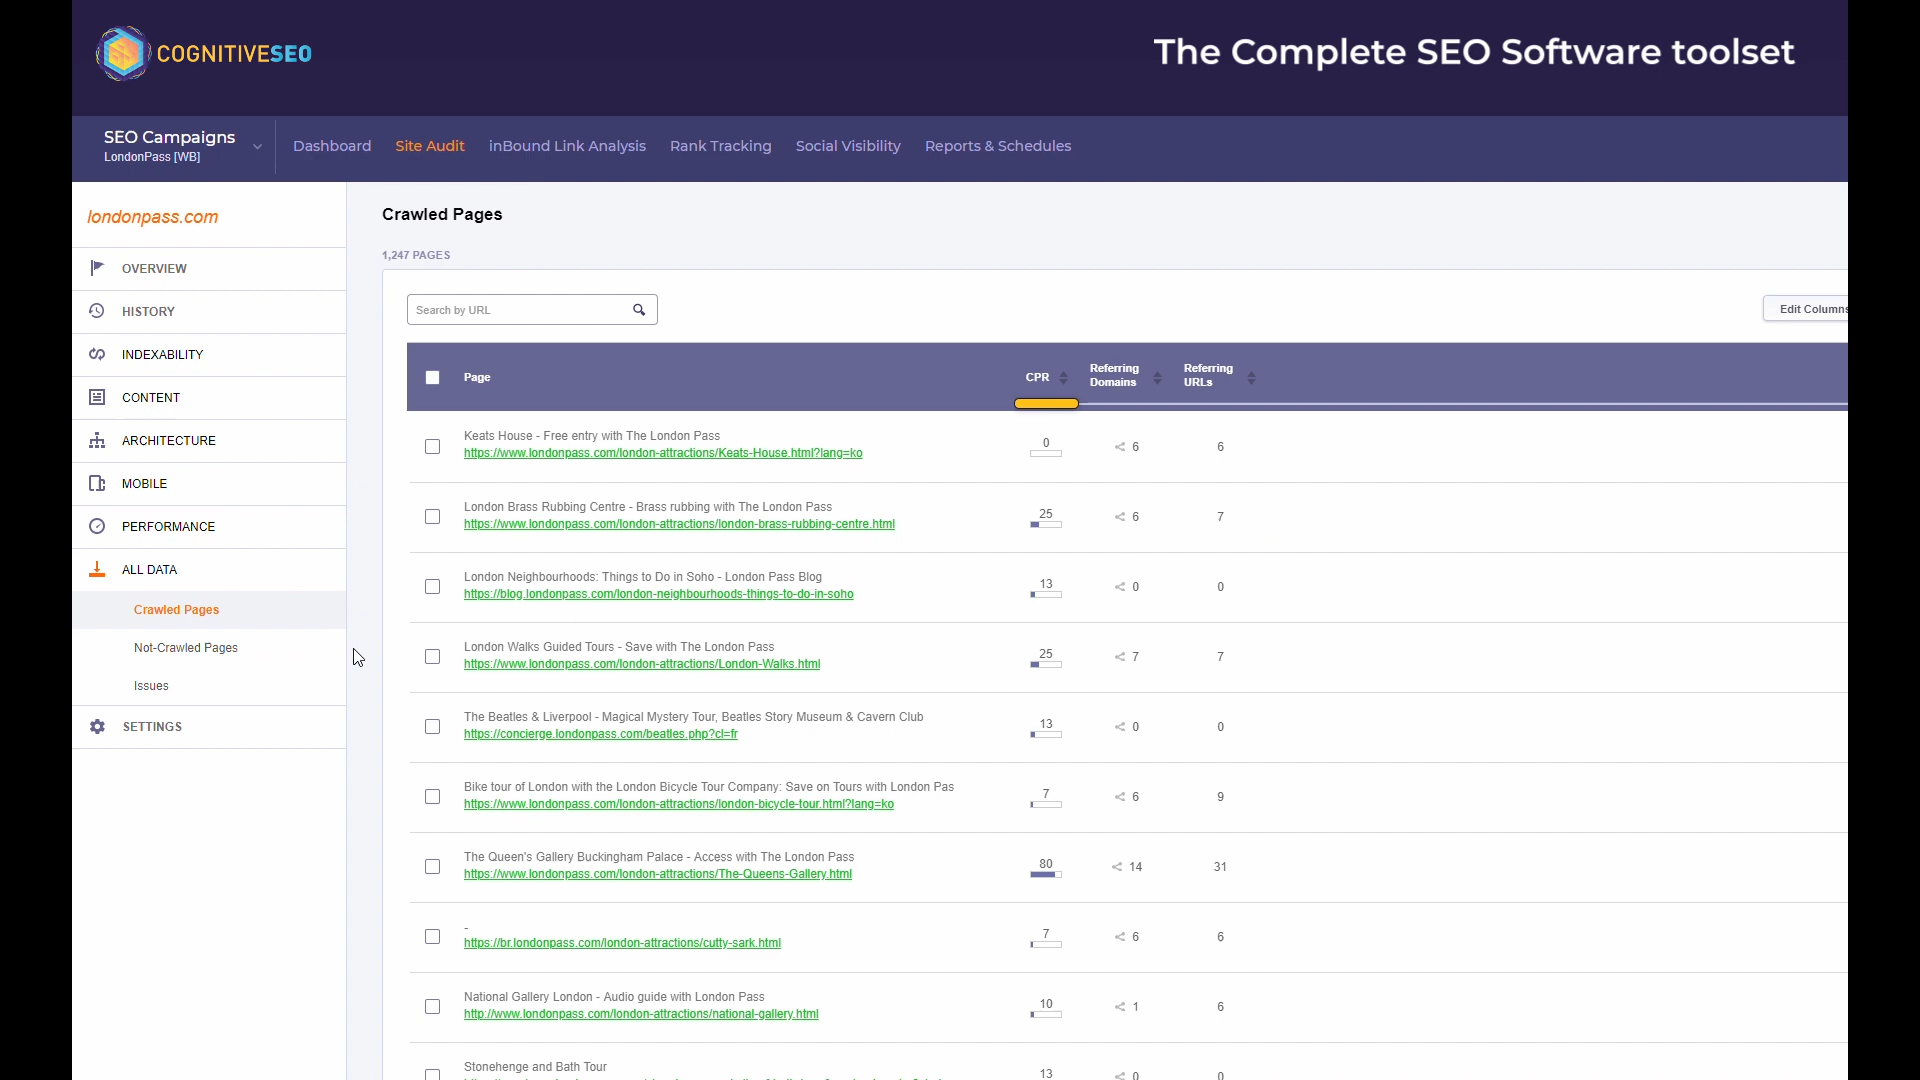 COGNITIVESEO
The Complete SEO Software toolset
SEO Campaigns
LondonPass [WB]
Dashboard
Site Audit
inBound Link Analysis
Rank Tracking
Social Visibility
Reports & Schedules
londonpass.com
OVERVIEW
HISTORY
INDEXABILITY
CONTENT
ARCHITECTURE
MOBILE
PERFORMANCE
ALL DATA
Crawled Pages
Not-Crawled Pages
Issues
SETTINGS
Crawled Pages
1,247 PAGES
Search by URL
Edit Columns
Page
CPR
Referring
Domains
Referring
URLs
Keats House - Free entry with The London Pass
https://www.londonpass.com/london-attractions/Keats-House.html?lang=ko
0
6
6
London Brass Rubbing Centre - Brass rubbing with The London Pass
https://www.londonpass.com/london-attractions/london-brass-rubbing-centre.html
25
6
7
London Neighbourhoods: Things to Do in Soho - London Pass Blog
https://blog.londonpass.com/london-neighbourhoods-things-to-do-in-soho
13
0
0
London Walks Guided Tours - Save with The London Pass
https://www.londonpass.com/london-attractions/London-Walks.html
25
7
7
The Beatles & Liverpool - Magical Mystery Tour, Beatles Story Museum & Cavern Club
https://concierge.londonpass.com/beatles.php?cl=fr
13
0
0
Bike tour of London with the London Bicycle Tour Company: Save on Tours with London Pas
https://www.londonpass.com/london-attractions/london-bicycle-tour.html?lang=ko
7
6
9
The Queen's Gallery Buckingham Palace - Access with The London Pass
https://www.londonpass.com/london-attractions/The-Queens-Gallery.html
80
14
31
-
https://br.londonpass.com/london-attractions/cutty-sark.html
7
6
6
National Gallery London - Audio guide with London Pass
http://www.londonpass.com/london-attractions/national-gallery.html
10
1
6
Stonehenge and Bath Tour
13
0
0